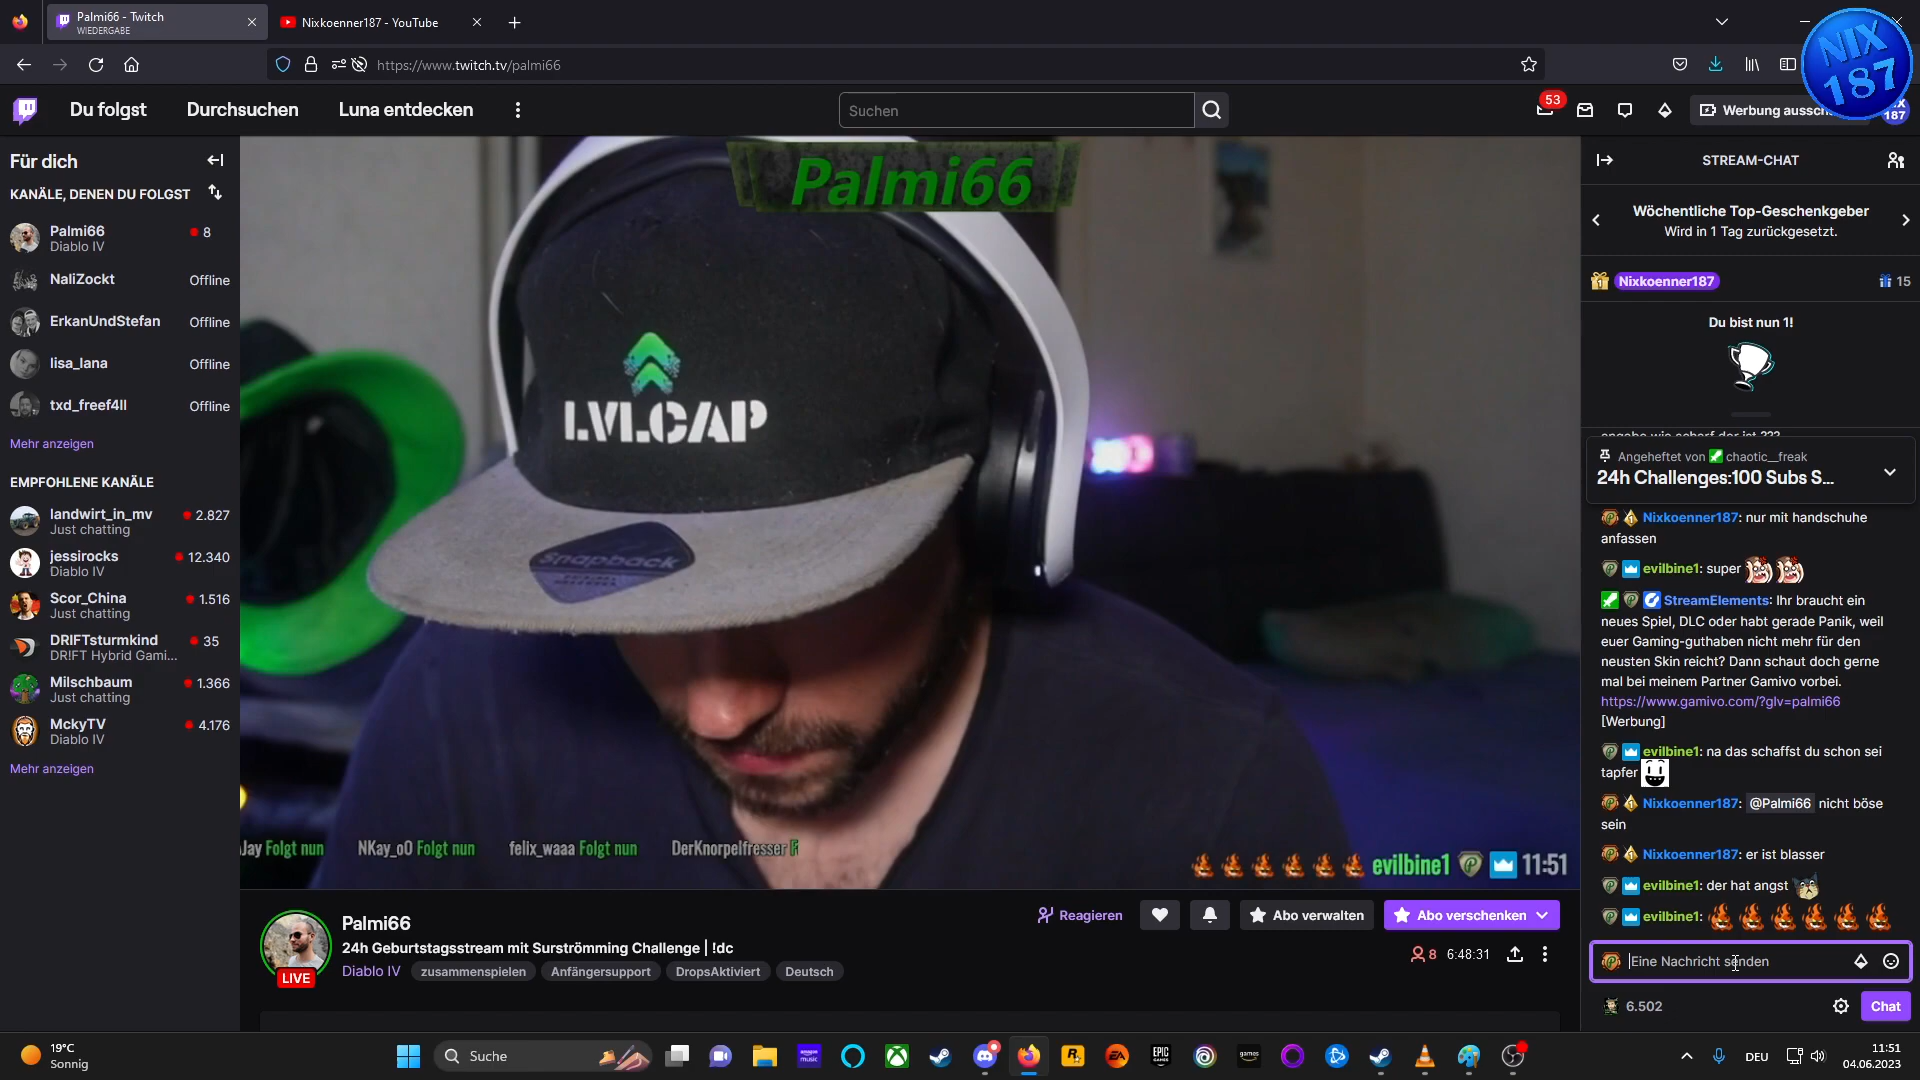 Palmi66 - Twitch
WIEDERGABE
Nixkoenner187 - YouTube
https://www.twitch.tv/palmi66
NIX
187
Du folgst
Durchsuchen
Luna entdecken
Suchen
53
Werbung aussch
187
Für dich
KANÄLE, DENEN DU FOLGST
Palmi66
8
Diablo IV
NaliZockt
Offline
ErkanUndStefan
Offline
lisa_lana
Offline
txd_freef4ll
Offline
Mehr anzeigen
EMPFOHLENE KANÄLE
landwirt_in_mv
2.827
Just chatting
jessirocks
12.340
Diablo IV
Scor_China
1.516
Just chatting
DRIFTsturmkind
35
DRIFT Hybrid Gami...
Milschbaum
1.366
Just chatting
MckyTV
4.176
Diablo IV
Mehr anzeigen
Palmi66
LVLCAP
Snapback
Jay Folgt nun
NKay_oO Folgt nun
felix_waaa Folgt nun
DerKnorpelfresser F
evilbine1
11:51
Palmi66
24h Geburtstagsstream mit Surströmming Challenge | !dc
Diablo IV
zusammenspielen
Anfängersupport
DropsAktiviert
Deutsch
LIVE
Reagieren
Abo verwalten
Abo verschenken
8
6:48:31
STREAM-CHAT
Wöchentliche Top-Geschenkgeber
Wird in 1 Tag zurückgesetzt.
Nixkoenner187
15
Du bist nun 1!
angabe wie scharf der ist ???
Angeheftet von chaotic__freak
24h Challenges:100 Subs S...
Nixkoenner187: nur mit handschuhe
anfassen
evilbine1: super
StreamElements: Ihr braucht ein
neues Spiel, DLC oder habt gerade Panik, weil
euer Gaming-guthaben nicht mehr für den
neusten Skin reicht? Dann schaut doch gerne
mal bei meinem Partner Gamivo vorbei.
https://www.gamivo.com/?glv=palmi66
[Werbung]
evilbine1: na das schaffst du schon sei
tapfer
Nixkoenner187: @Palmi66 nicht böse
sein
Nixkoenner187: er ist blasser
evilbine1: der hat angst
evilbine1:
Eine Nachricht senden
6.502
Chat
19°C
Sonnig
Suche
DEU
11:51
04.06.2023